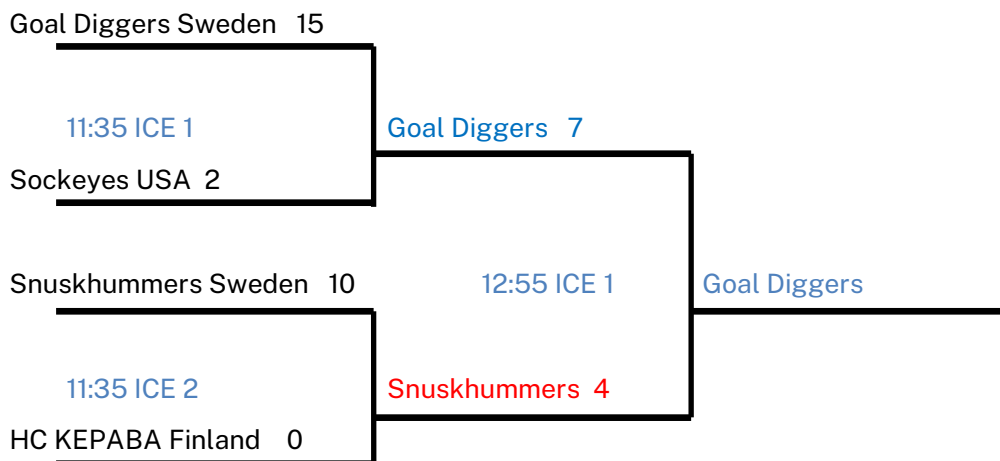 Goal Diggers Sweden 15
11:35 ICE 1
Goal Diggers 7
Sockeyes USA 2
Snuskhummers Sweden 10
12:55 ICE 1
Goal Diggers
11:35 ICE 2
Snuskhummers 4
HC KEPABA Finland 0